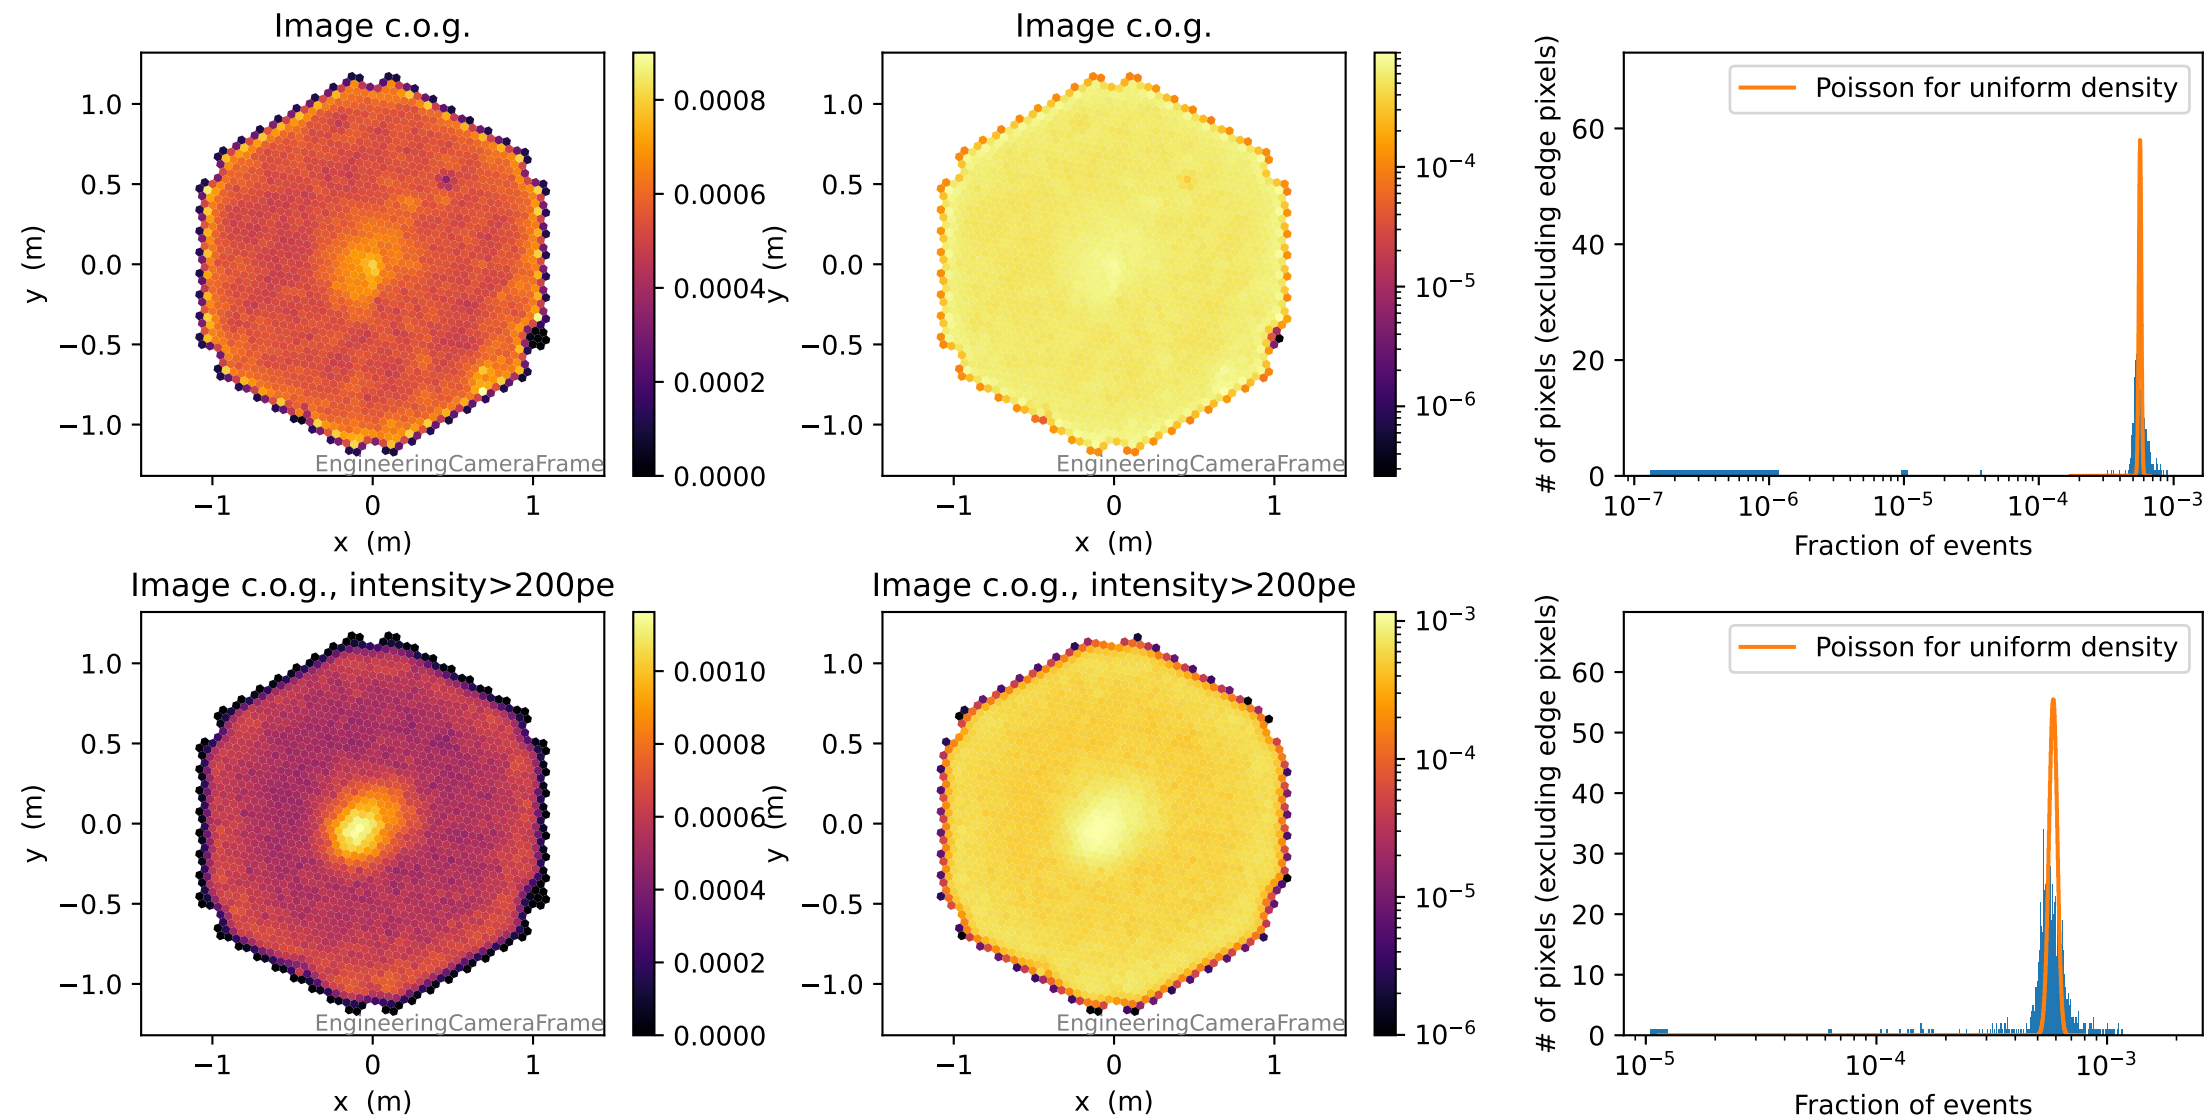 Image c.o.g.
1.0
0.5
0.0
−0.5
−1.0
y (m)
−1 0 1
x (m)
EngineeringCameraFrame
0.0008
0.0006
0.0004
0.0002
0.0000
Image c.o.g.
1.0
0.5
0.0
−0.5
−1.0
y (m)
−1 0 1
x (m)
EngineeringCameraFrame
10⁻⁴
10⁻⁵
10⁻⁶
Poisson for uniform density
# of pixels (excluding edge pixels)
60
40
20
0
10⁻⁷ 10⁻⁶ 10⁻⁵ 10⁻⁴ 10⁻³
Fraction of events
Image c.o.g., intensity>200pe
1.0
0.5
0.0
−0.5
−1.0
y (m)
−1 0 1
x (m)
EngineeringCameraFrame
0.0010
0.0008
0.0006
0.0004
0.0002
0.0000
Image c.o.g., intensity>200pe
1.0
0.5
0.0
−0.5
−1.0
y (m)
−1 0 1
x (m)
EngineeringCameraFrame
10⁻³
10⁻⁴
10⁻⁵
10⁻⁶
Poisson for uniform density
# of pixels (excluding edge pixels)
60
50
40
30
20
10
0
10⁻⁵ 10⁻⁴ 10⁻³
Fraction of events